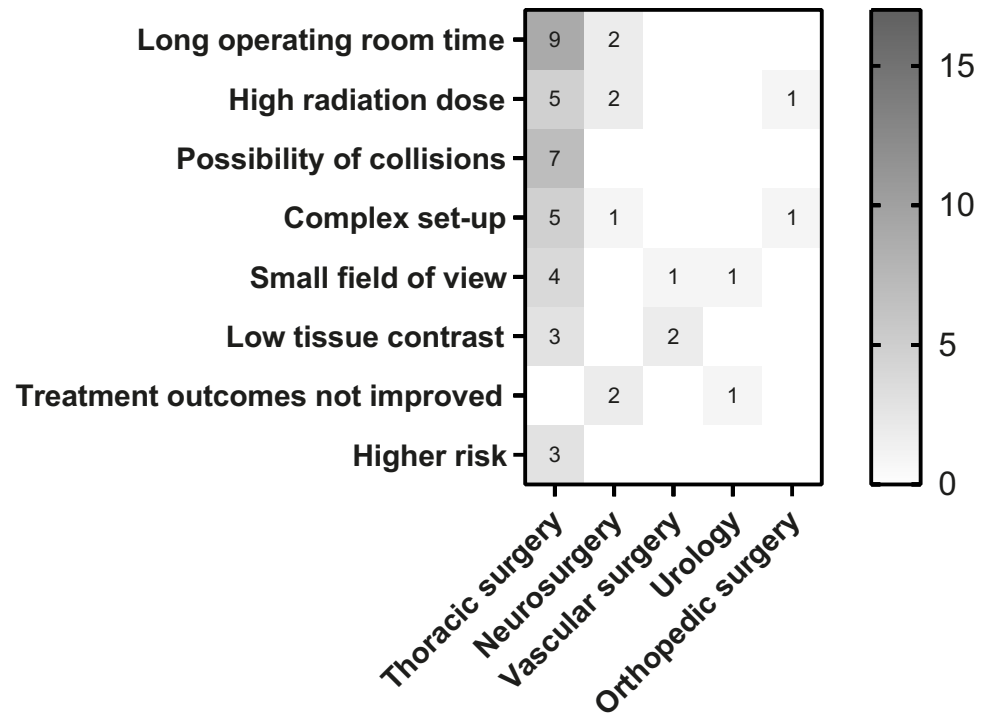 Long operating room time 9 2
High radiation dose 5 2 1
Possibility of collisions 7
Complex set-up 5 1 1
Small field of view 4 1 1
Low tissue contrast 3 2
Treatment outcomes not improved 2 1
Higher risk 3
Thoracic surgery
Neurosurgery
Vascular surgery
Urology
Orthopedic surgery
15
10
5
0